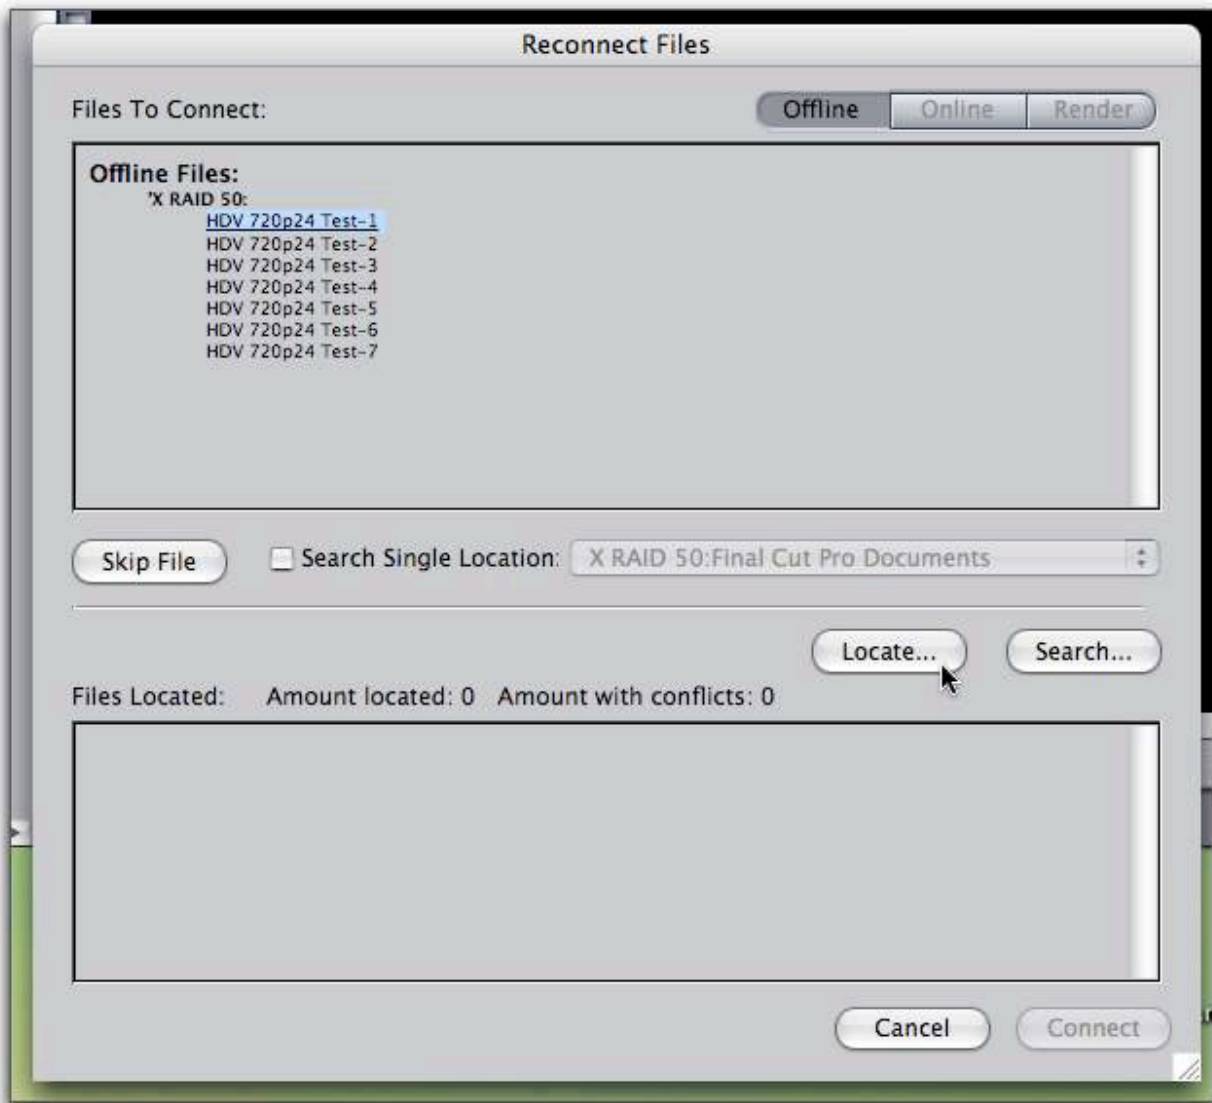 Reconnect Files
Files To Connect: Offline Online Render
Offline Files:
'X RAID 50:
HDV 720p24 Test-1
HDV 720p24 Test-2
HDV 720p24 Test-3
HDV 720p24 Test-4
HDV 720p24 Test-5
HDV 720p24 Test-6
HDV 720p24 Test-7
Skip File Search Single Location: X RAID 50:Final Cut Pro Documents
Locate... Search...
Files Located: Amount located: 0 Amount with conflicts: 0
Cancel Connect